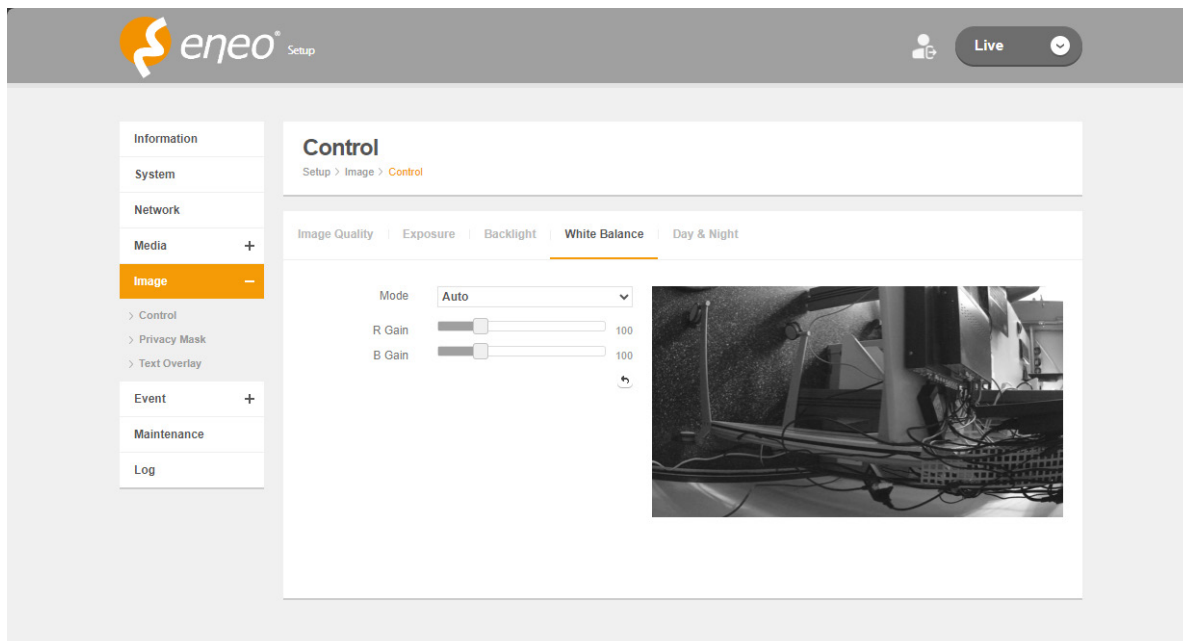 eneo® Setup
Live
Information
System
Network
Media +
Image −
> Control
> Privacy Mask
> Text Overlay
Event +
Maintenance
Log
Control
Setup > Image > Control
Image Quality | Exposure | Backlight | White Balance | Day & Night
Mode Auto
R Gain 100
B Gain 100